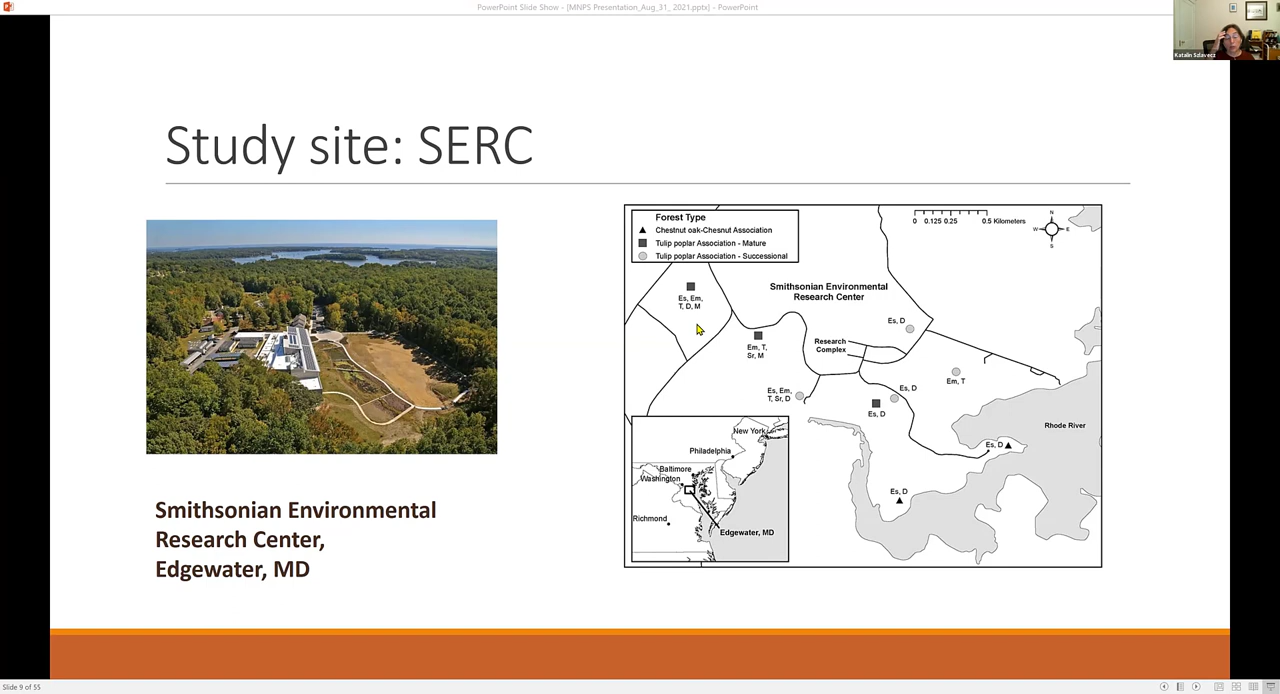 PowerPoint Slide Show - [MNPS Presentation_Aug_31_ 2021.pptx] - PowerPoint
Katalin Szlavecz
Study site: SERC
Forest Type
Chestnut oak-Chesnut Association
Tulip poplar Association - Mature
Tulip poplar Association - Successional
0 0.125 0.25 0.5 Kilometers
N
W E
S
Smithsonian Environmental
Research Center
Es, Em,
T, D, M
Em, T,
Sr, M
Es, D
Research
Complex
Em, T
Es, Em,
T, Sr, D
Es, D
Es, D
Rhode River
Es, D
Es, D
New York
Philadelphia
Baltimore
Washington
Richmond
Edgewater, MD
Smithsonian Environmental
Research Center,
Edgewater, MD
Slide 9 of 55